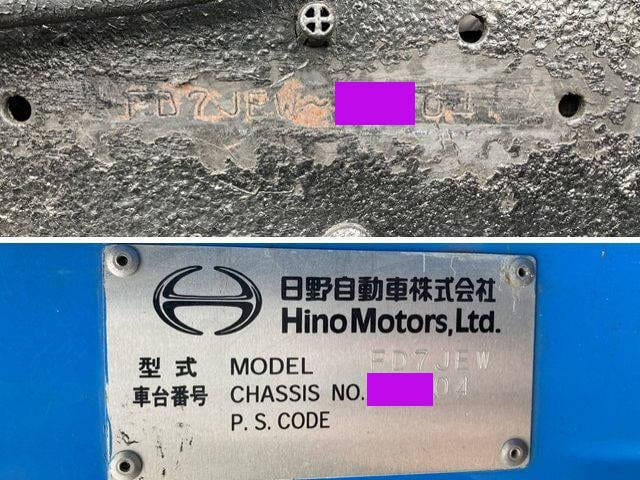 FD7JEW~ 04
日野自動車株式会社
Hino Motors, Ltd.
型式 MODEL FD7JEW
車台番号 CHASSIS NO. 04
P.S. CODE